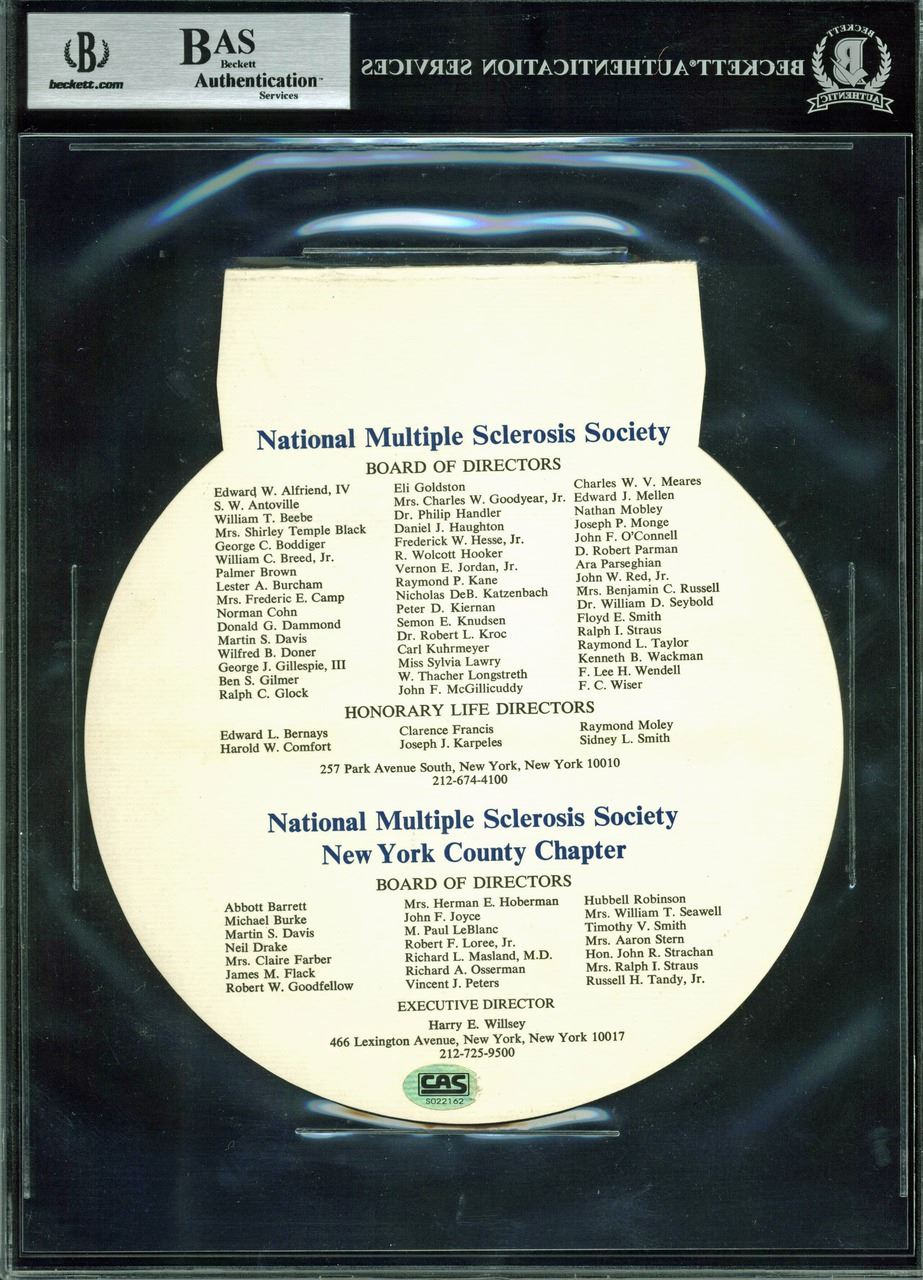 B
beckett.com
BAS
Beckett
Authentication™
Services
BECKETT® AUTHENTICATION SERVICES
BECKETT
B
AUTHENTIC
National Multiple Sclerosis Society
BOARD OF DIRECTORS
Edward W. Alfriend, IV
S. W. Antoville
William T. Beebe
Mrs. Shirley Temple Black
George C. Boddiger
William C. Breed, Jr.
Palmer Brown
Lester A. Burcham
Mrs. Frederic E. Camp
Norman Cohn
Donald G. Dammond
Martin S. Davis
Wilfred B. Doner
George J. Gillespie, III
Ben S. Gilmer
Ralph C. Glock
Eli Goldston
Mrs. Charles W. Goodyear, Jr.
Dr. Philip Handler
Daniel J. Haughton
Frederick W. Hesse, Jr.
R. Wolcott Hooker
Vernon E. Jordan, Jr.
Raymond P. Kane
Nicholas DeB. Katzenbach
Peter D. Kiernan
Semon E. Knudsen
Dr. Robert L. Kroc
Carl Kuhrmeyer
Miss Sylvia Lawry
W. Thacher Longstreth
John F. McGillicuddy
Charles W. V. Meares
Edward J. Mellen
Nathan Mobley
Joseph P. Monge
John F. O'Connell
D. Robert Parman
Ara Parseghian
John W. Red, Jr.
Mrs. Benjamin C. Russell
Dr. William D. Seybold
Floyd E. Smith
Ralph I. Straus
Raymond L. Taylor
Kenneth B. Wackman
F. Lee H. Wendell
F. C. Wiser
HONORARY LIFE DIRECTORS
Edward L. Bernays
Harold W. Comfort
Clarence Francis
Joseph J. Karpeles
Raymond Moley
Sidney L. Smith
257 Park Avenue South, New York, New York 10010
212-674-4100
National Multiple Sclerosis Society
New York County Chapter
BOARD OF DIRECTORS
Abbott Barrett
Michael Burke
Martin S. Davis
Neil Drake
Mrs. Claire Farber
James M. Flack
Robert W. Goodfellow
Mrs. Herman E. Hoberman
John F. Joyce
M. Paul LeBlanc
Robert F. Loree, Jr.
Richard L. Masland, M.D.
Richard A. Osserman
Vincent J. Peters
Hubbell Robinson
Mrs. William T. Seawell
Timothy V. Smith
Mrs. Aaron Stern
Hon. John R. Strachan
Mrs. Ralph I. Straus
Russell H. Tandy, Jr.
EXECUTIVE DIRECTOR
Harry E. Willsey
466 Lexington Avenue, New York, New York 10017
212-725-9500
CAS
S022162